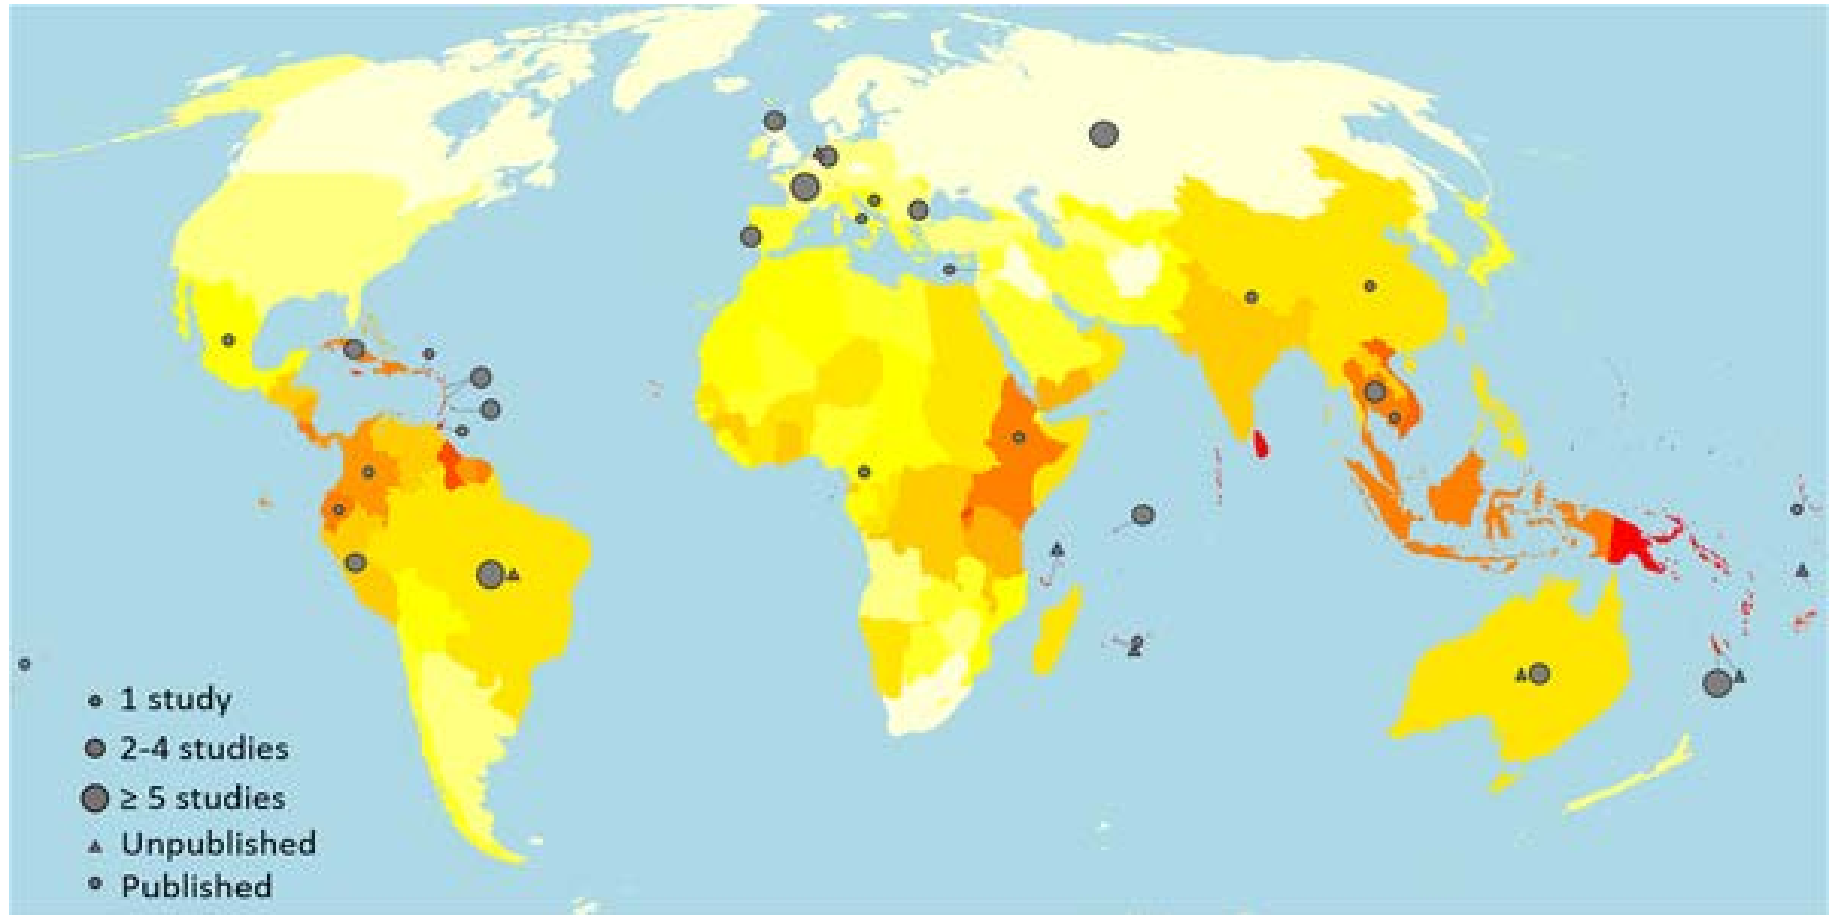 1 study
2-4 studies
≥ 5 studies
Unpublished
Published